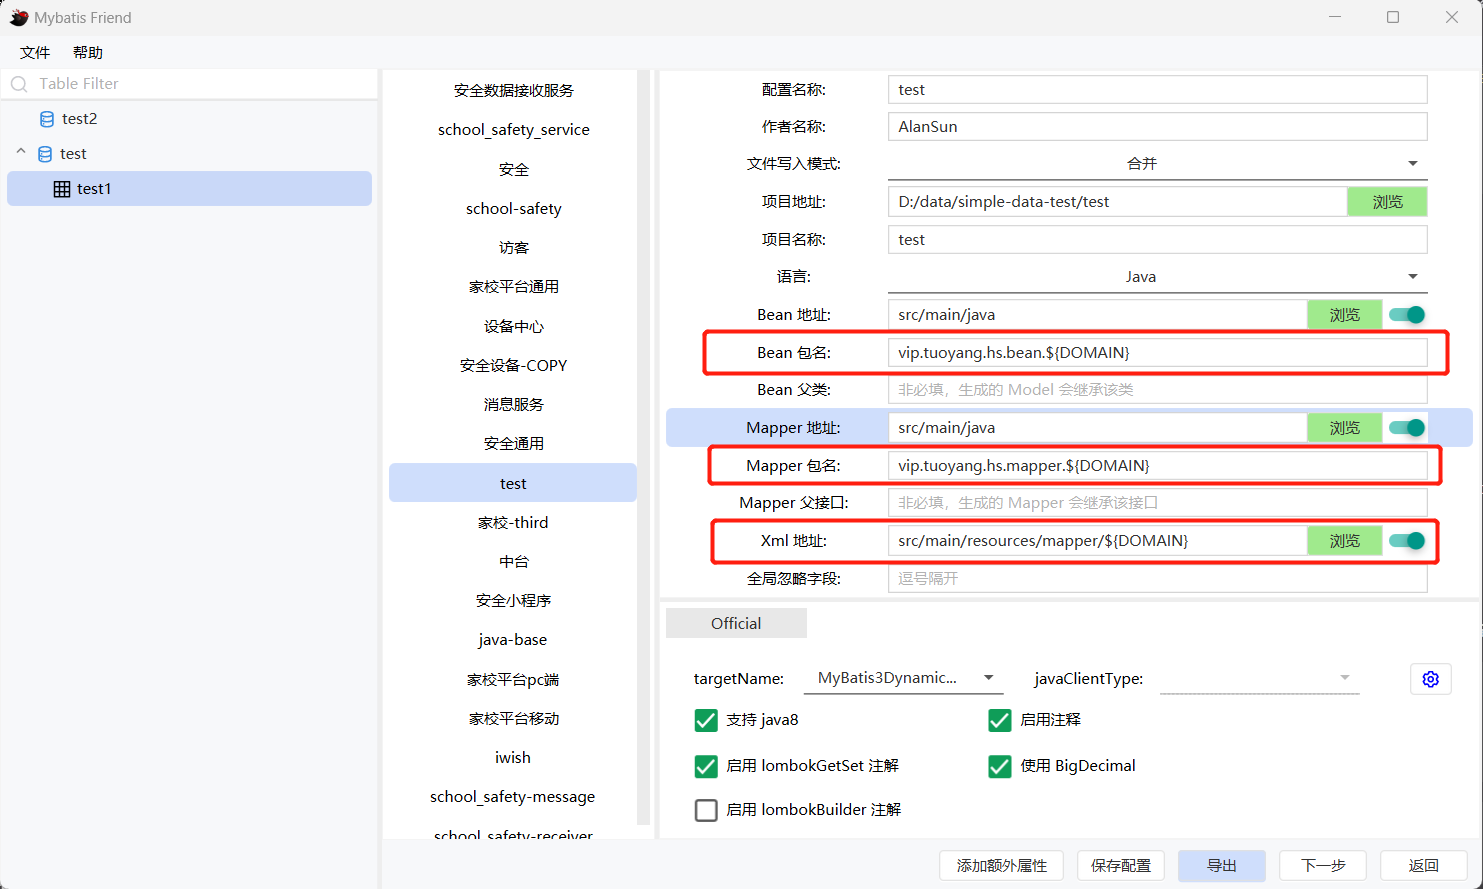 Mybatis Friend
文件 帮助
Table Filter
test2
test
test1
安全数据接收服务
school_safety_service
安全
school-safety
访客
家校平台通用
设备中心
安全设备-COPY
消息服务
安全通用
test
家校-third
中台
安全小程序
java-base
家校平台pc端
家校平台移动
iwish
school_safety-message
school_safety-receiver
配置名称: test
作者名称: AlanSun
文件写入模式: 合并
项目地址: D:/data/simple-data-test/test 浏览
项目名称: test
语言: Java
Bean 地址: src/main/java 浏览
Bean 包名: vip.tuoyang.hs.bean.${DOMAIN}
Bean 父类: 非必填，生成的 Model 会继承该类
Mapper 地址: src/main/java 浏览
Mapper 包名: vip.tuoyang.hs.mapper.${DOMAIN}
Mapper 父接口: 非必填，生成的 Mapper 会继承该接口
Xml 地址: src/main/resources/mapper/${DOMAIN} 浏览
全局忽略字段: 逗号隔开
Official
targetName: MyBatis3Dynamic... javaClientType:
支持 java8 启用注释
启用 lombokGetSet 注解 使用 BigDecimal
启用 lombokBuilder 注解
添加额外属性 保存配置 导出 下一步 返回